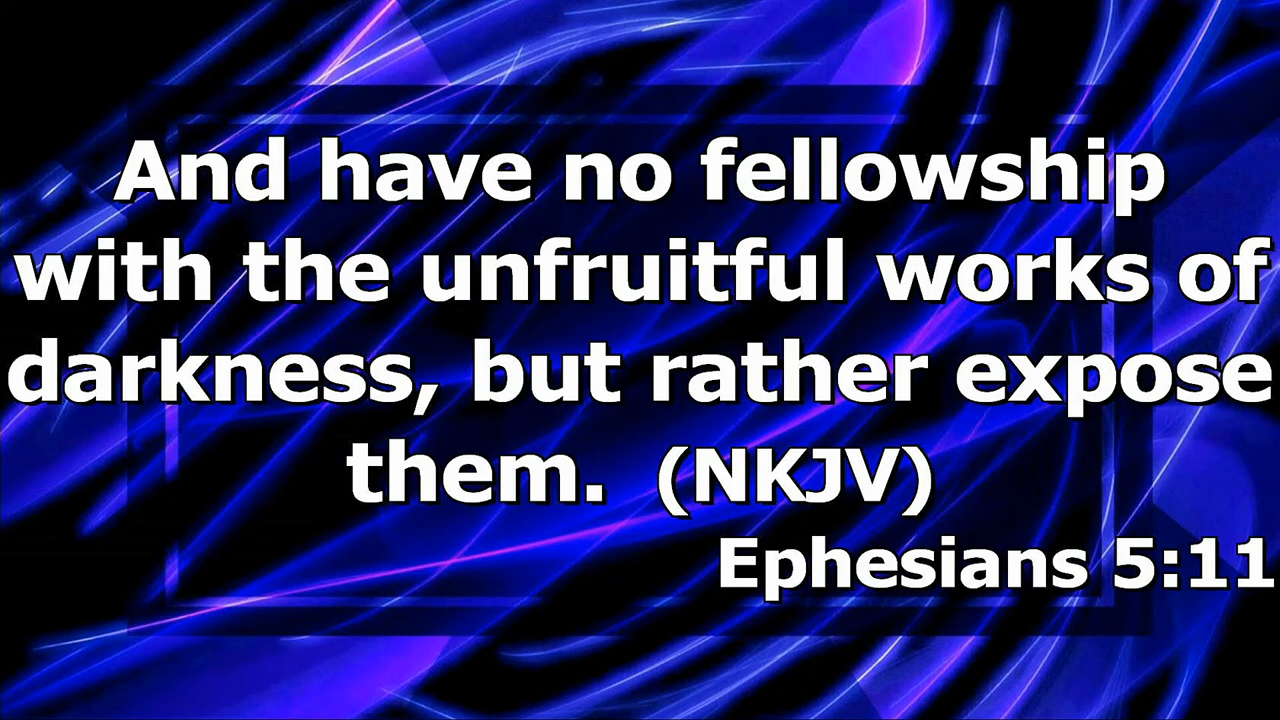 And have no fellowship
with the unfruitful works of
darkness, but rather expose
them. (NKJV)
Ephesians 5:11